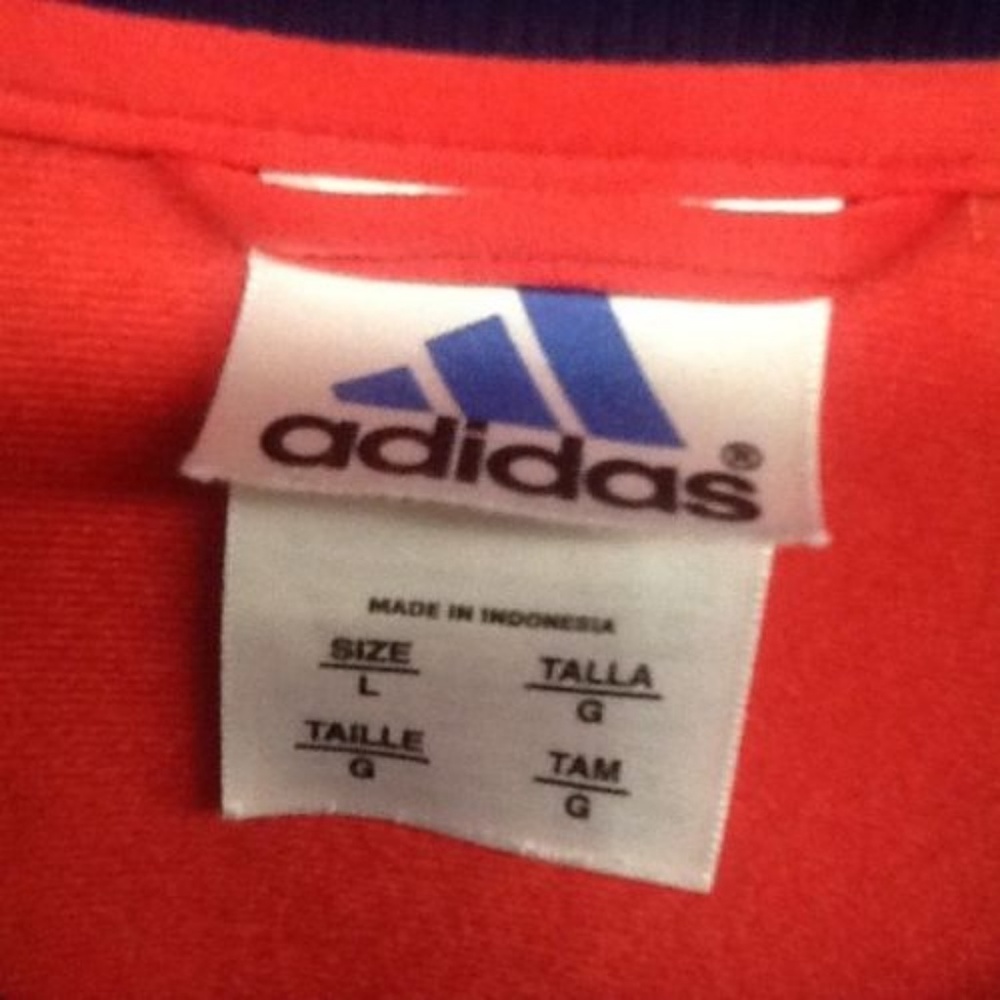 adidas®
MADE IN INDONESIA
SIZE
L
TALLA
G
TAILLE
G
TAM
G